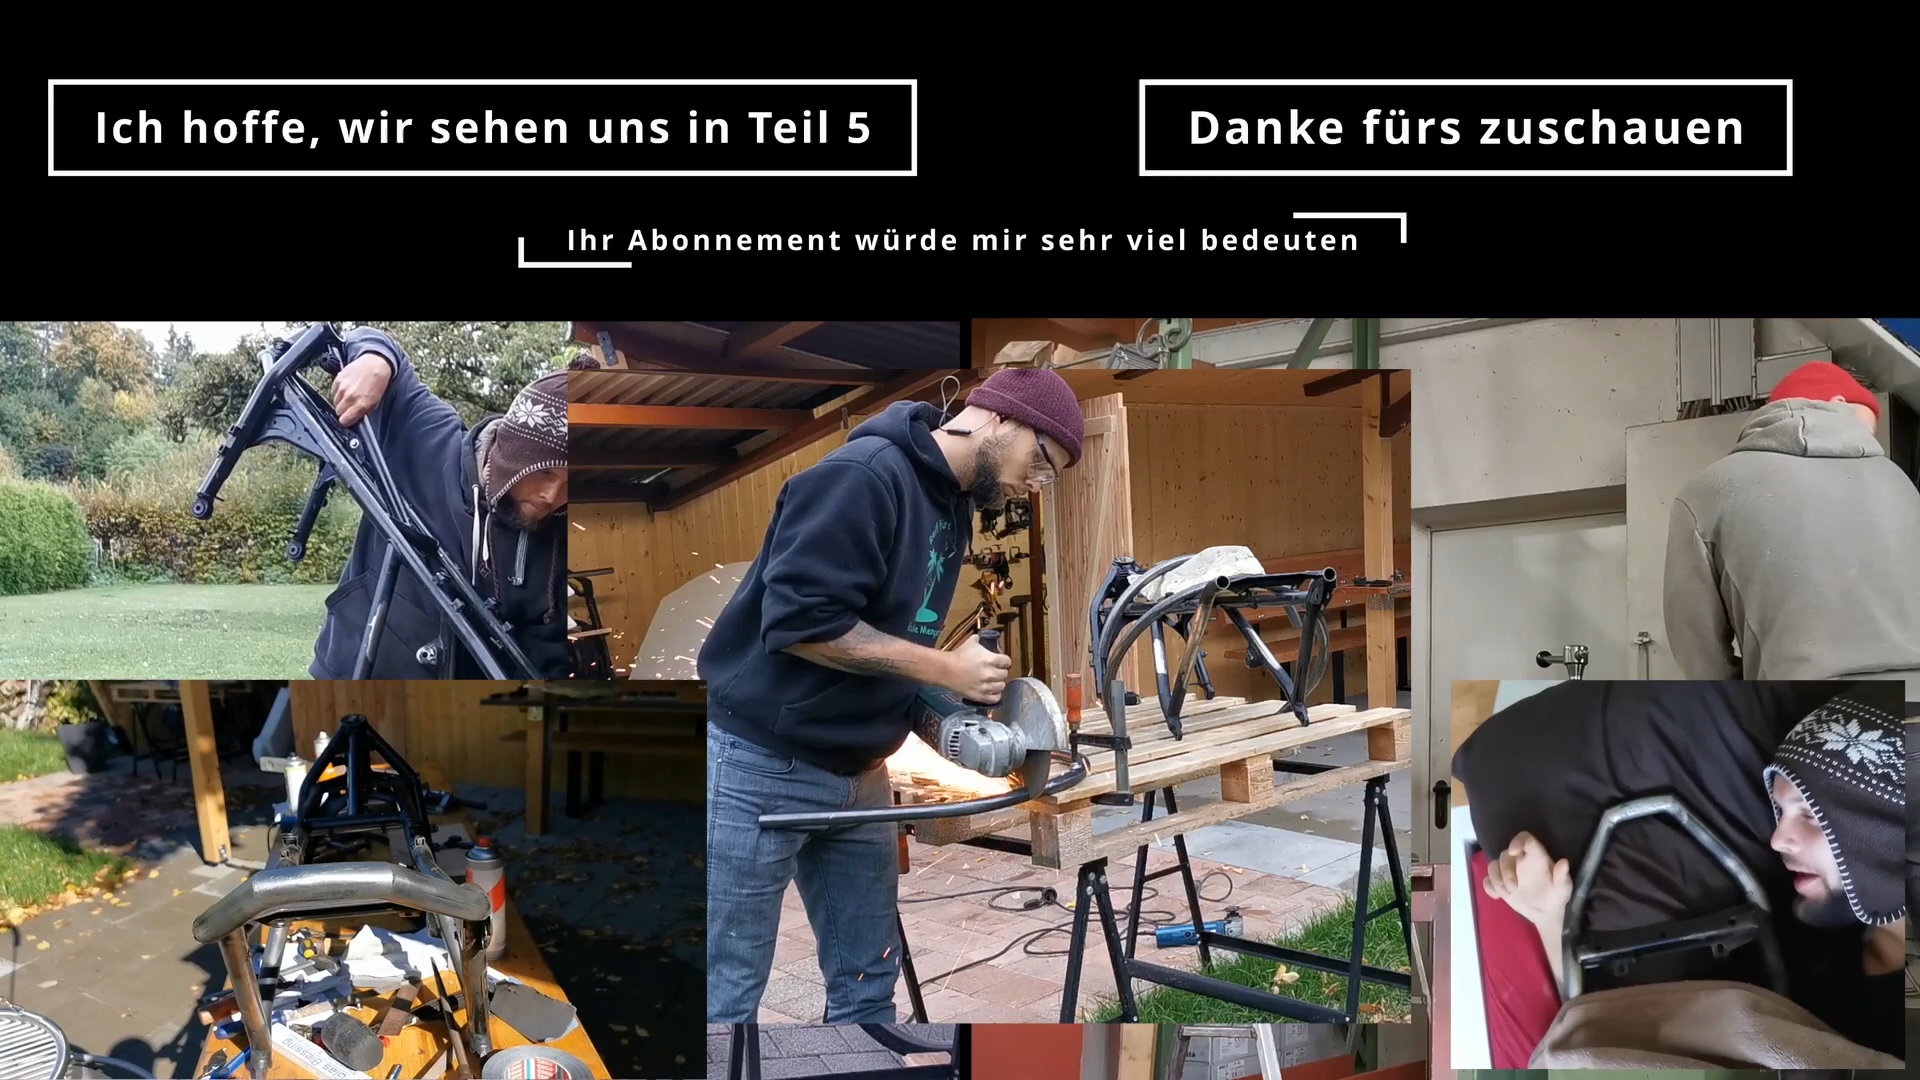 Ich hoffe, wir sehen uns in Teil 5
Danke fürs zuschauen
Ihr Abonnement würde mir sehr viel bedeuten